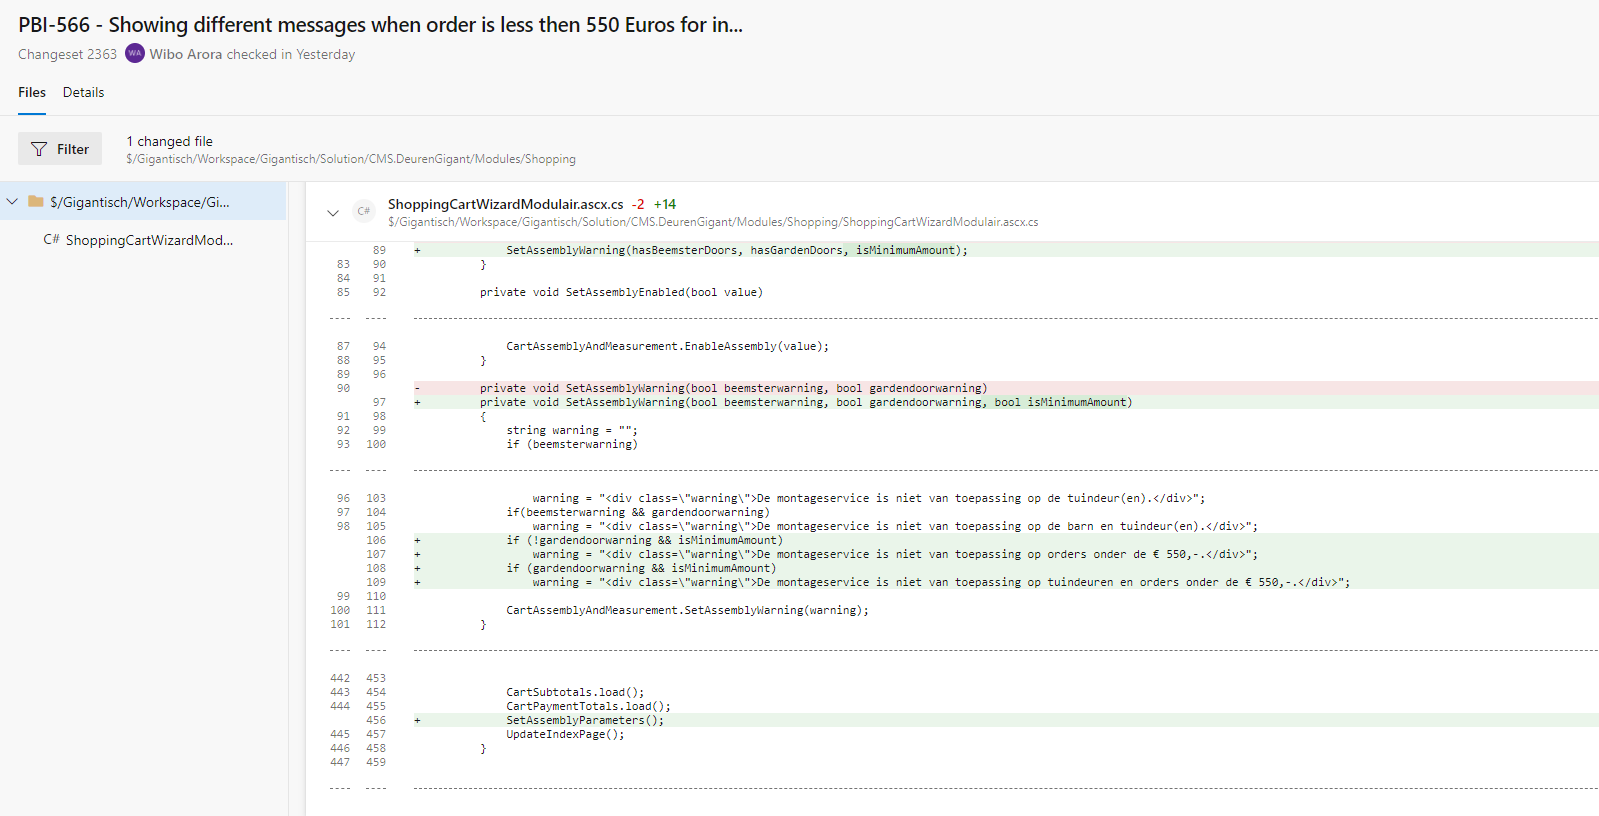 PBI-566 - Showing different messages when order is less then 550 Euros for in...
Changeset 2363 WA Wibo Arora checked in Yesterday
Files Details
Filter
1 changed file
$/Gigantisch/Workspace/Gigantisch/Solution/CMS.DeurenGigant/Modules/Shopping
$/Gigantisch/Workspace/Gi...
C# ShoppingCartWizardMod...
C# ShoppingCartWizardModulair.ascx.cs -2 +14
$/Gigantisch/Workspace/Gigantisch/Solution/CMS.DeurenGigant/Modules/Shopping/ShoppingCartWizardModulair.ascx.cs
89 + SetAssemblyWarning(hasBeemsterDoors, hasGardenDoors, isMinimumAmount);
83 90 }
84 91
85 92 private void SetAssemblyEnabled(bool value)
87 94 CartAssemblyAndMeasurement.EnableAssembly(value);
88 95 }
89 96
90 - private void SetAssemblyWarning(bool beemsterwarning, bool gardendoorwarning)
97 + private void SetAssemblyWarning(bool beemsterwarning, bool gardendoorwarning, bool isMinimumAmount)
91 98 {
92 99 string warning = "";
93 100 if (beemsterwarning)
96 103 warning = "<div class=\"warning\">De montageservice is niet van toepassing op de tuindeur(en).</div>";
97 104 if(beemsterwarning && gardendoorwarning)
98 105 warning = "<div class=\"warning\">De montageservice is niet van toepassing op de barn en tuindeur(en).</div>";
106 + if (!gardendoorwarning && isMinimumAmount)
107 + warning = "<div class=\"warning\">De montageservice is niet van toepassing op orders onder de € 550,-.</div>";
108 + if (gardendoorwarning && isMinimumAmount)
109 + warning = "<div class=\"warning\">De montageservice is niet van toepassing op tuindeuren en orders onder de € 550,-.</div>";
99 110
100 111 CartAssemblyAndMeasurement.SetAssemblyWarning(warning);
101 112 }
442 453
443 454 CartSubtotals.load();
444 455 CartPaymentTotals.load();
456 + SetAssemblyParameters();
445 457 UpdateIndexPage();
446 458 }
447 459